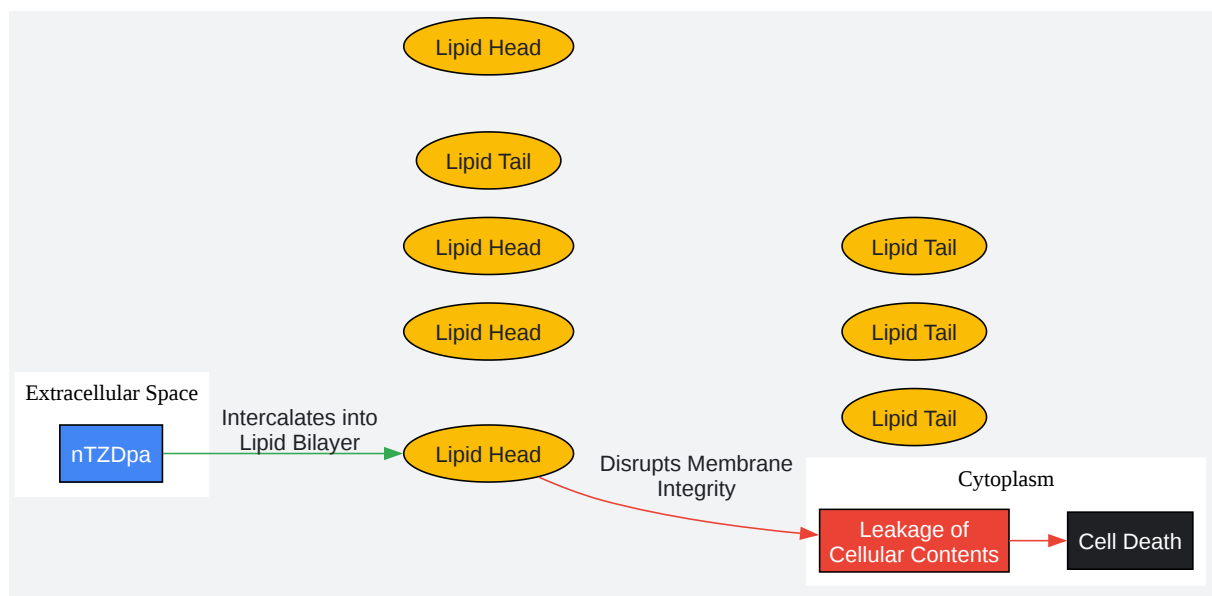 Lipid Head
Lipid Tail
Lipid Head
Lipid Tail
Lipid Head
Lipid Tail
Extracellular Space
nTZDpa
Intercalates into
Lipid Bilayer
Lipid Head
Lipid Tail
Disrupts Membrane
Integrity
Cytoplasm
Leakage of
Cellular Contents
Cell Death